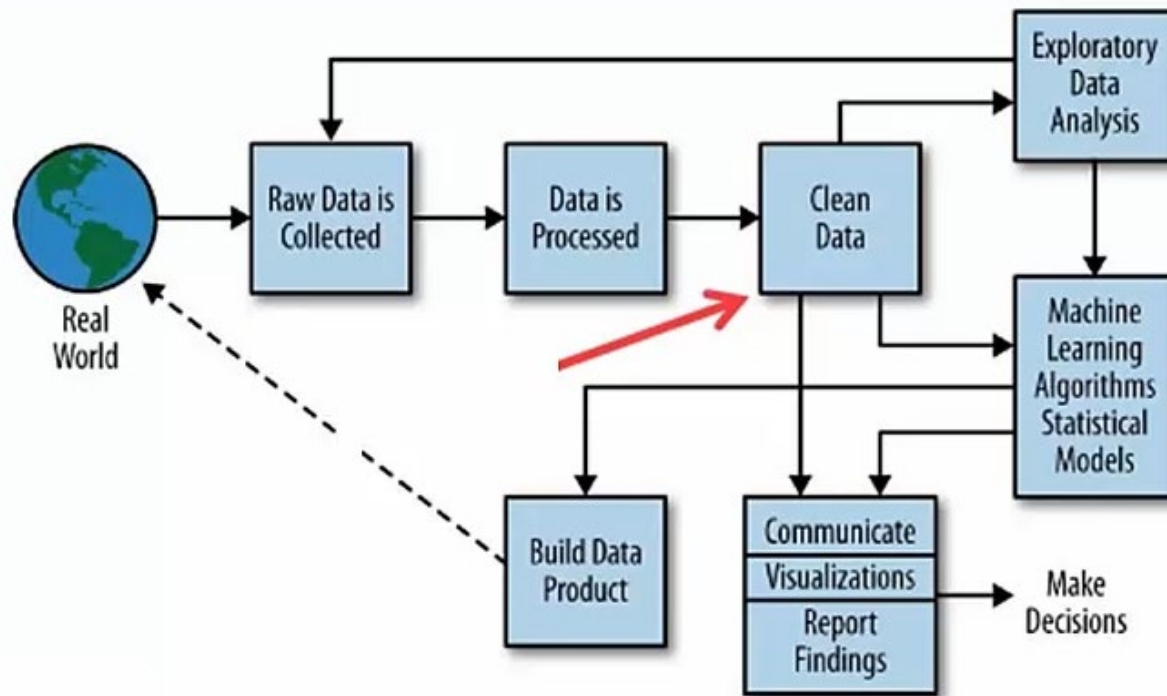 Exploratory
Data
Analysis
Raw Data is
Collected
Data is
Processed
Clean
Data
Real
World
Machine
Learning
Algorithms
Statistical
Models
Build Data
Product
Communicate
Visualizations
Report
Findings
Make
Decisions